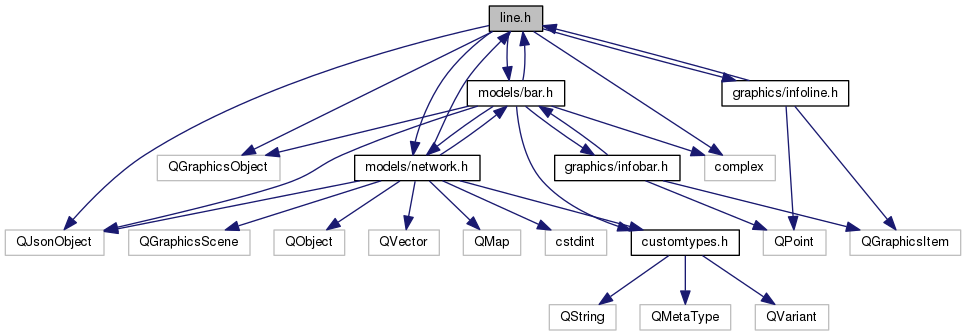 line.h
models/bar.h
graphics/infoline.h
QGraphicsObject
models/network.h
graphics/infobar.h
complex
QJsonObject
QGraphicsScene
QObject
QVector
QMap
cstdint
customtypes.h
QPoint
QGraphicsItem
QString
QMetaType
QVariant